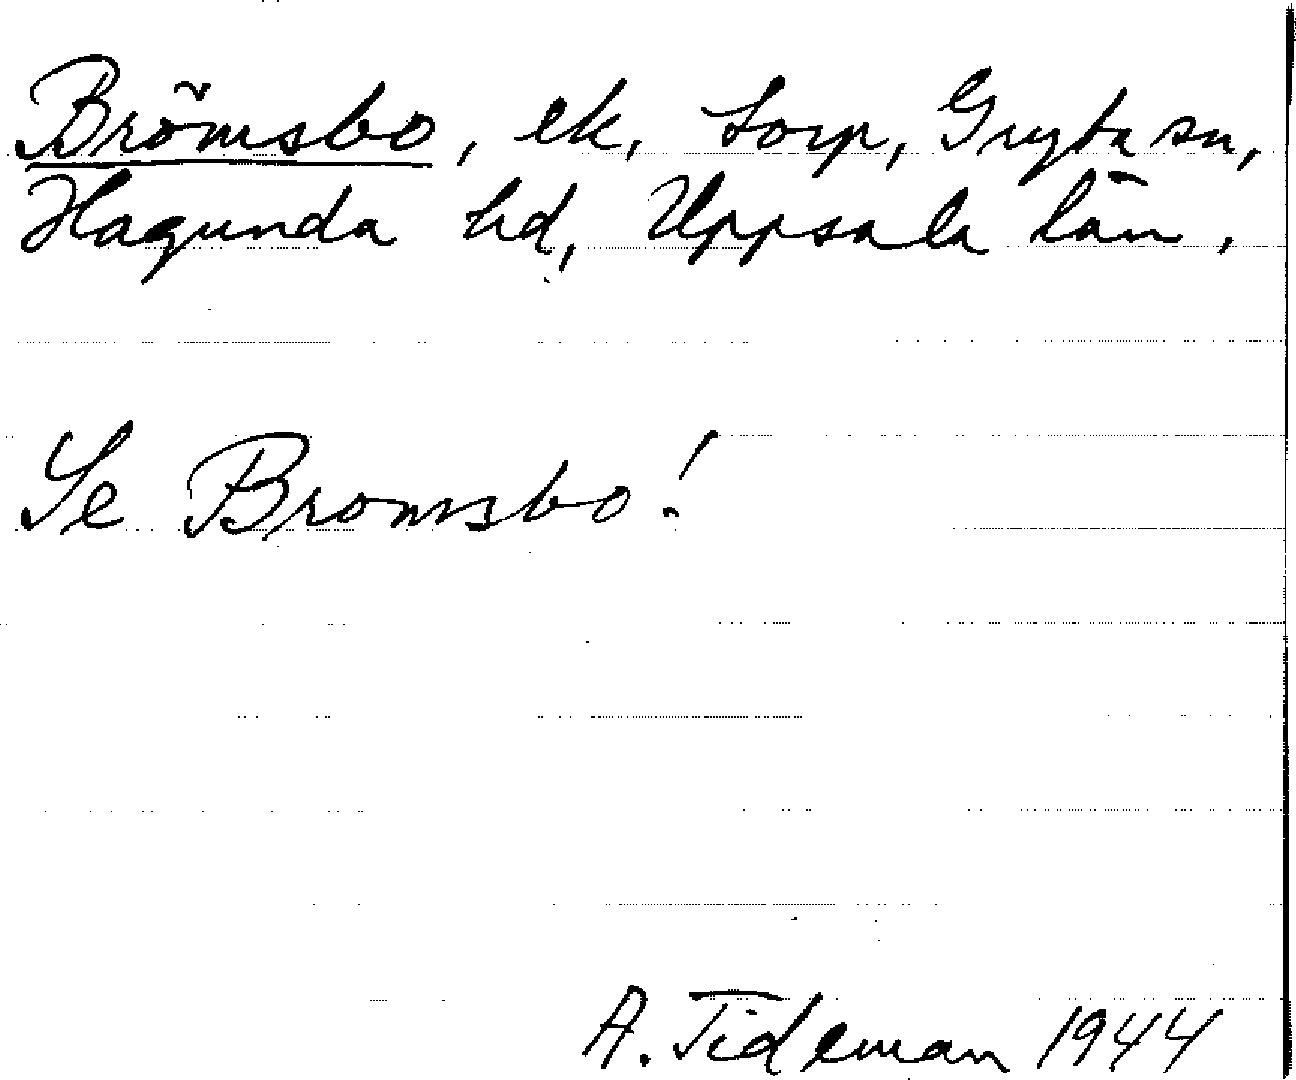 Brömsbo, ek, torp, Gryta sn,
Hagunda hd, Uppsala län.
Se Bromsbo!
A. Tideman 1944